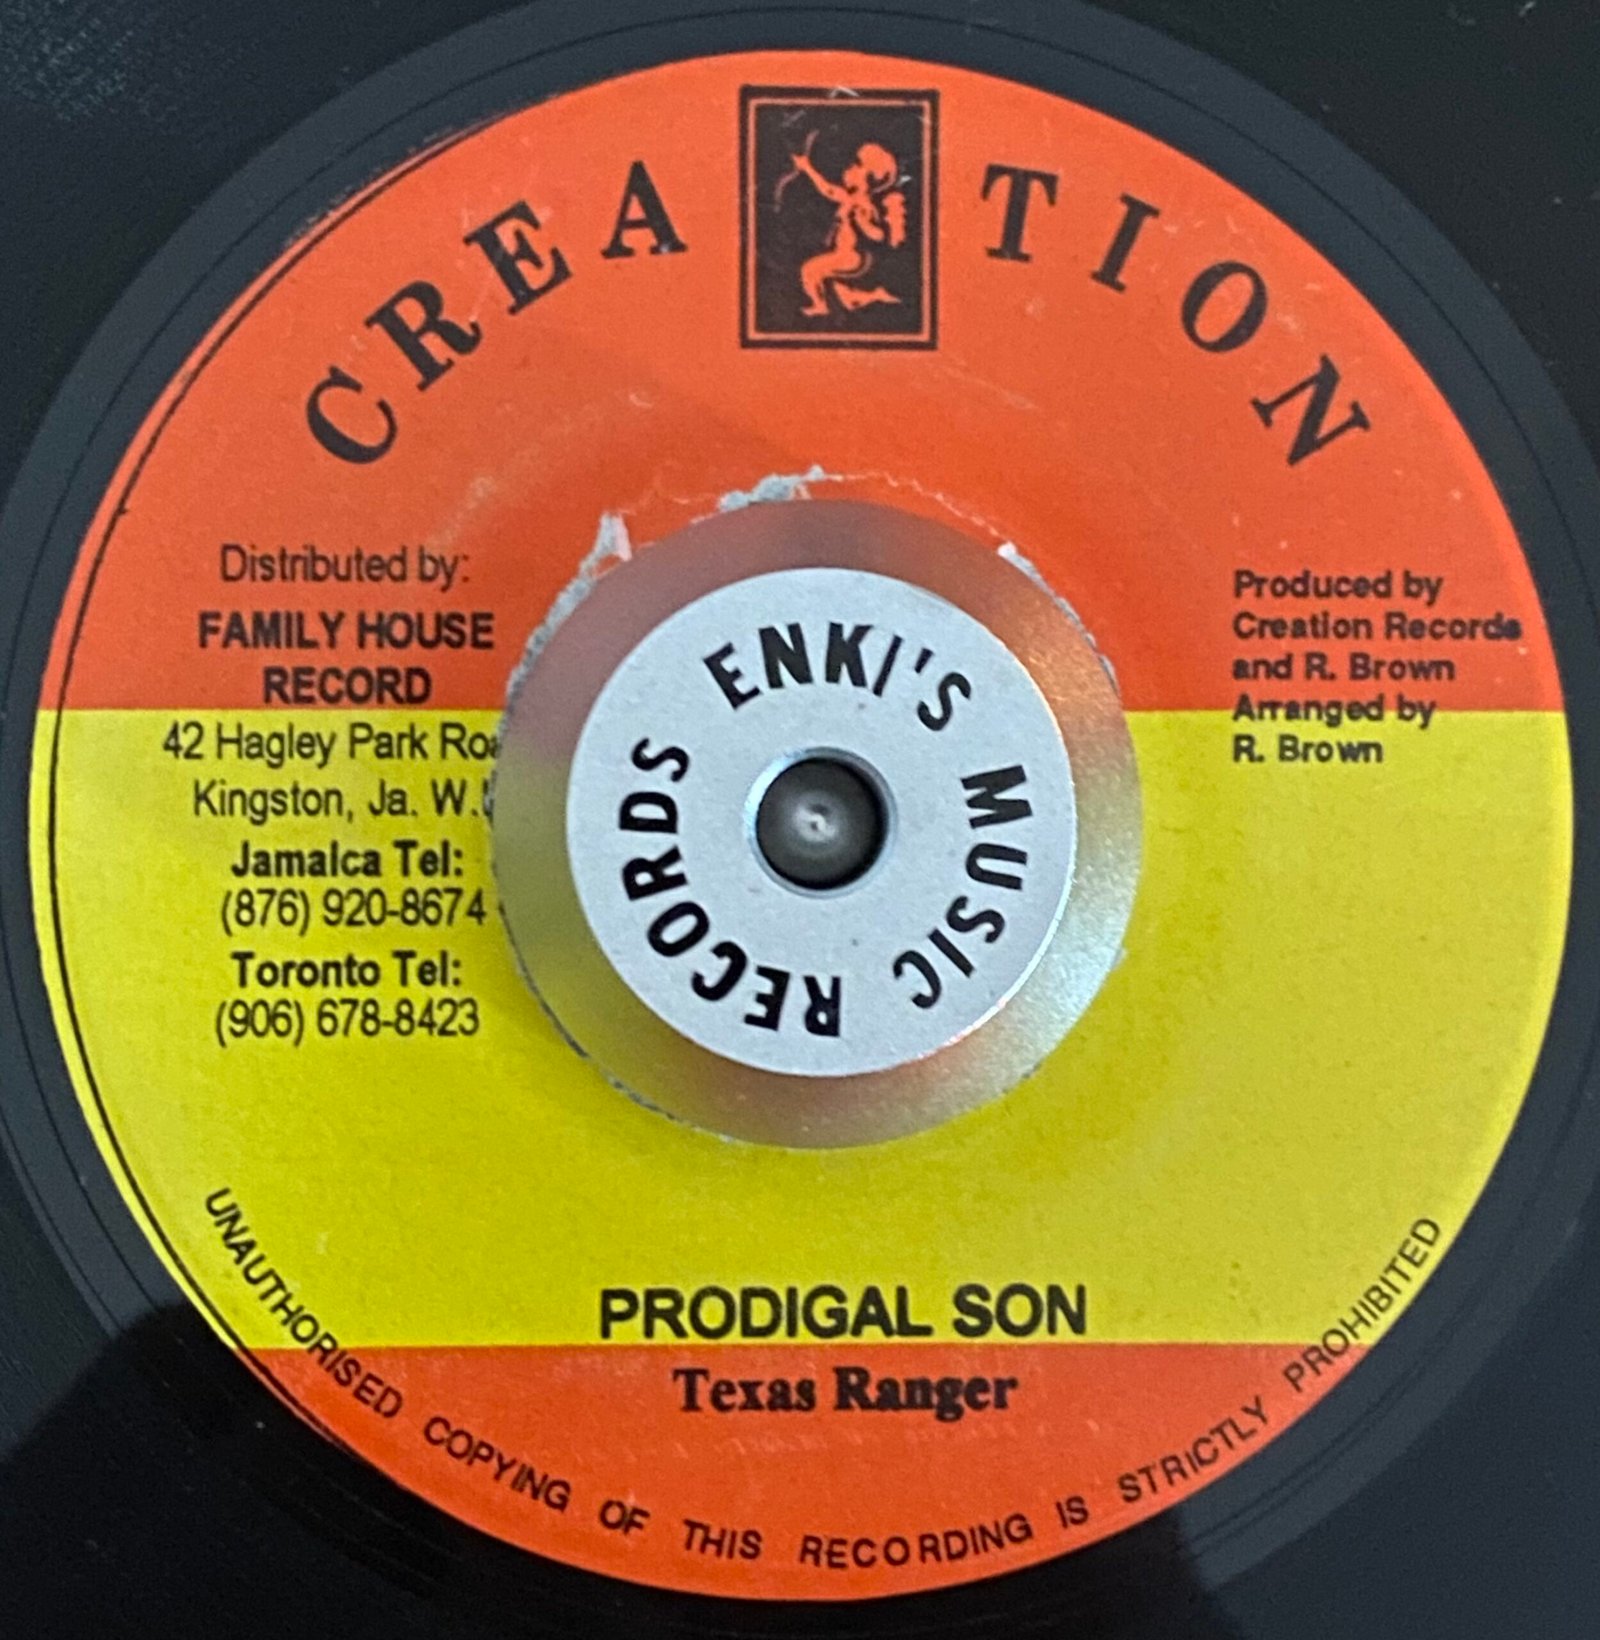 CREATION
Distributed by:
FAMILY HOUSE
RECORD
42 Hagley Park
Kingston, Ja. W.
Jamaica Tel:
(876) 920-8674
Toronto Tel:
(906) 678-8423
Produced by
Creation Records
and R. Brown
Arranged by
R. Brown
ENKI'S MUSIC RECORDS
PRODIGAL SON
Texas Ranger
UNAUTHORISED COPYING OF THIS RECORDING IS STRICTLY PROHIBITED